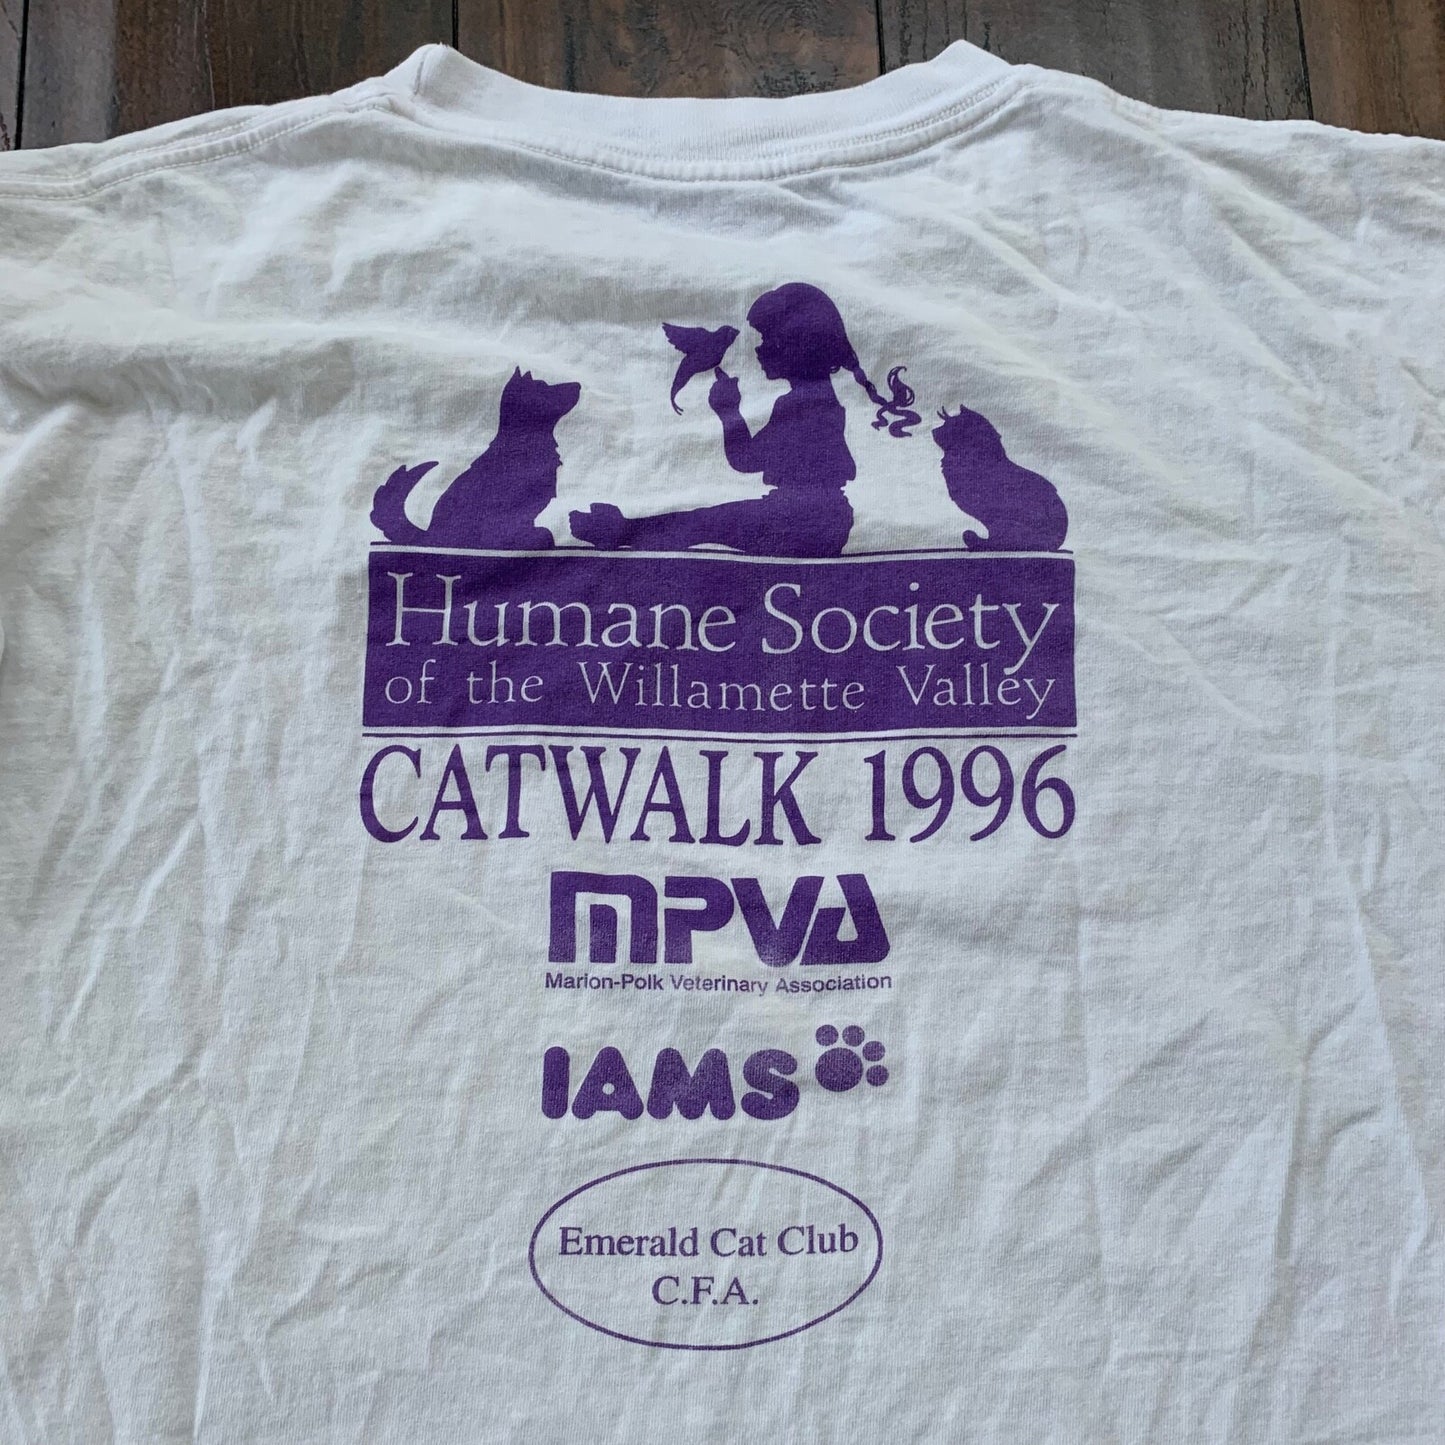 Humane Society
of the Willamette Valley
CATWALK 1996
MPVA
Marion-Polk Veterinary Association
IAMS
Emerald Cat Club
C.F.A.